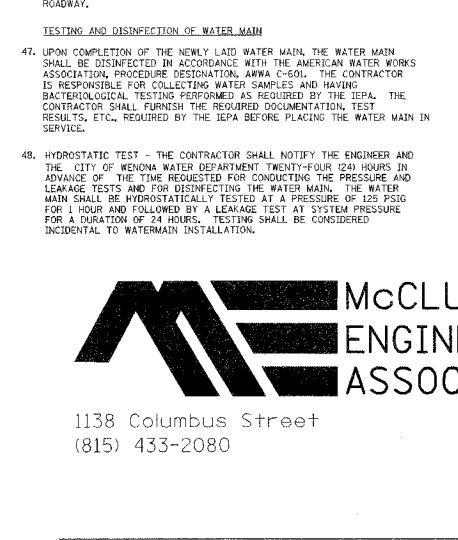 ROADWAY.
TESTING AND DISINFECTION OF WATER MAIN
47. UPON COMPLETION OF THE NEWLY LAID WATER MAIN, THE WATER MAIN
SHALL BE DISINFECTED IN ACCORDANCE WITH THE AMERICAN WATER WORKS
ASSOCIATION, PROCEDURE DESIGNATION, AWWA C-601. THE CONTRACTOR
IS RESPONSIBLE FOR COLLECTING WATER SAMPLES AND HAVING
BACTERIOLOGICAL TESTING PERFORMED AS REQUIRED BY THE IEPA. THE
CONTRACTOR SHALL FURNISH THE REQUIRED DOCUMENTATION, TEST
RESULTS, ETC., REQUIRED BY THE IEPA BEFORE PLACING THE WATER MAIN IN
SERVICE.
48. HYDROSTATIC TEST - THE CONTRACTOR SHALL NOTIFY THE ENGINEER AND
THE CITY OF WENONA WATER DEPARTMENT TWENTY-FOUR (24) HOURS IN
ADVANCE OF THE TIME REQUESTED FOR CONDUCTING THE PRESSURE AND
LEAKAGE TESTS AND FOR DISINFECTING THE WATER MAIN. THE WATER
MAIN SHALL BE HYDROSTATICALLY TESTED AT A PRESSURE OF 125 PSIG
FOR 1 HOUR AND FOLLOWED BY A LEAKAGE TEST AT SYSTEM PRESSURE
FOR A DURATION OF 24 HOURS. TESTING SHALL BE CONSIDERED
INCIDENTAL TO WATERMAIN INSTALLATION.
McCLU
ENGIN
ASSOC
1138 Columbus Street
(815) 433-2080